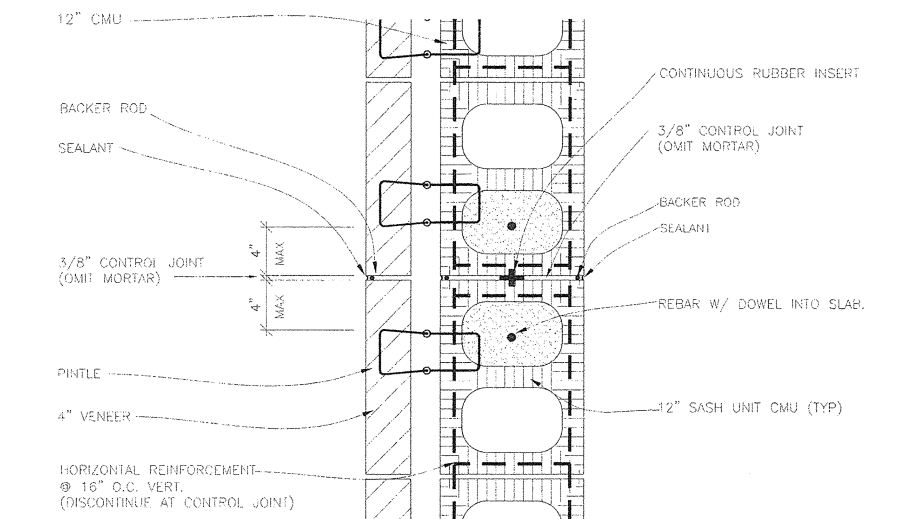 12" CMU
BACKER ROD
SEALANT
4"
MAX
3/8" CONTROL JOINT
(OMIT MORTAR)
4"
MAX
PINTLE
4" VENEER
HORIZONTAL REINFORCEMENT
@ 16" O.C. VERT.
(DISCONTINUE AT CONTROL JOINT)
CONTINUOUS RUBBER INSERT
3/8" CONTROL JOINT
(OMIT MORTAR)
BACKER ROD
SEALANT
REBAR W/ DOWEL INTO SLAB.
12" SASH UNIT CMU (TYP)